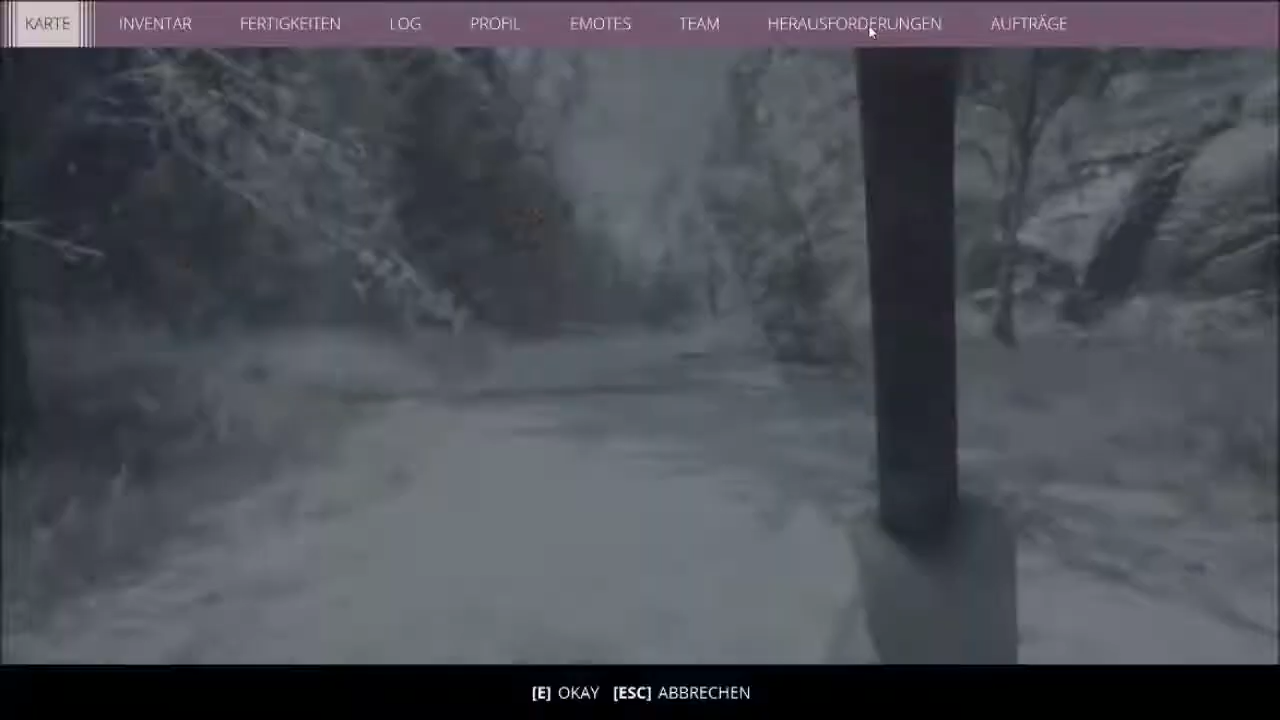 KARTE INVENTAR FERTIGKEITEN LOG PROFIL EMOTES TEAM HERAUSFORDERUNGEN AUFTRÄGE
[E] OKAY [ESC] ABBRECHEN